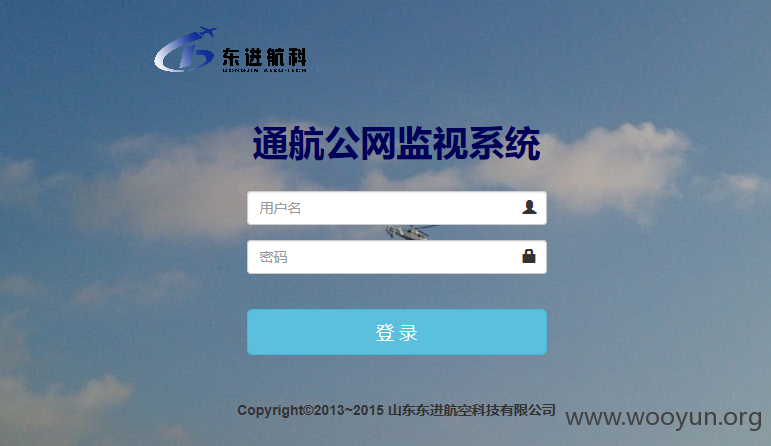 东进航科
DONGJIN AERO-TECH
通航公网监视系统
用户名
密码
登 录
Copyright©2013~2015 山东东进航空科技有限公司
www.wooyun.org